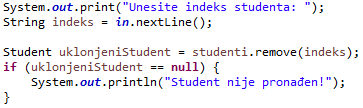 System.out.print("Unesite indeks studenta: ");
String indeks = in.nextLine();
Student uklonjeniStudent = studenti.remove(indeks);
if (uklonjeniStudent == null) {
System.out.println("Student nije pronađen!");
}